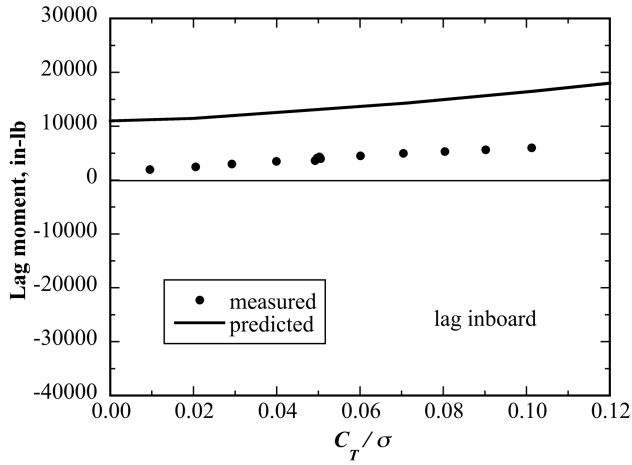 30000
20000
10000
0
-10000
-20000
-30000
-40000
Lag moment, in-lb
measured
predicted
lag inboard
0.00 0.02 0.04 0.06 0.08 0.10 0.12
C_T / σ